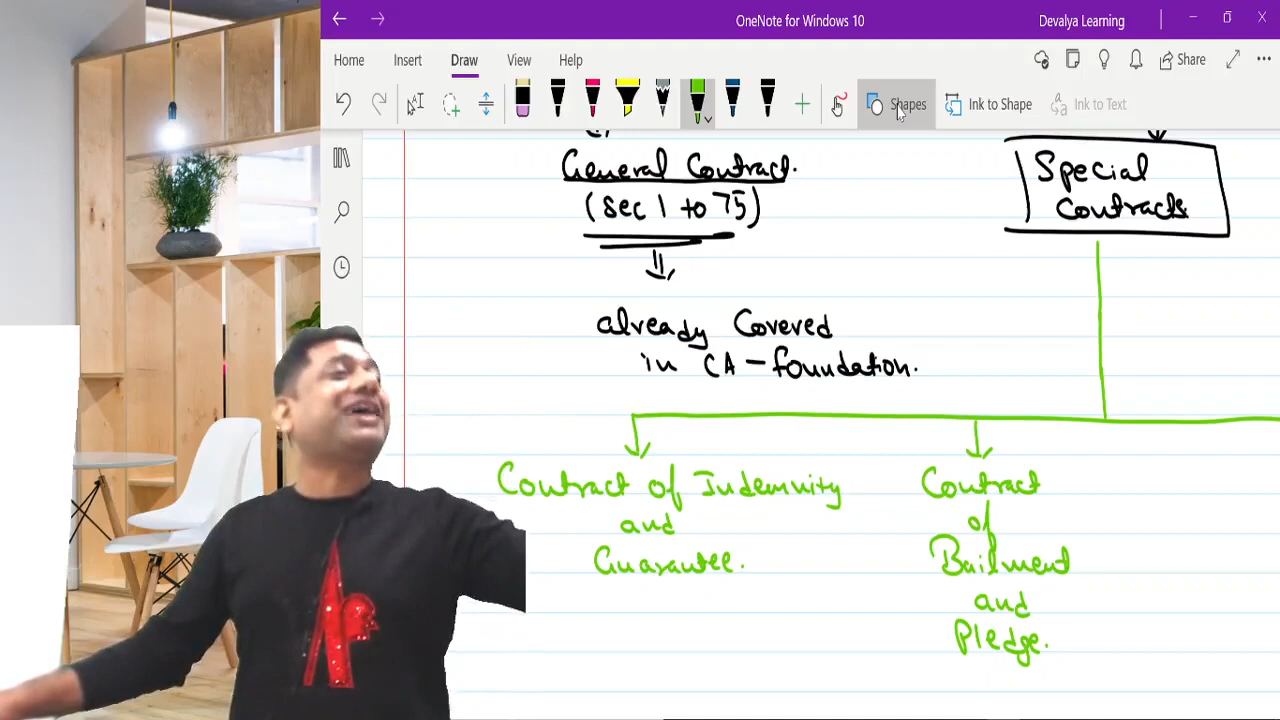 OneNote for Windows 10
Devalya Learning
Home
Insert
Draw
View
Help
Share
Shapes
Ink to Shape
Ink to Text
General Contract.
(Sec 1 to 75)
already Covered
in CA-foundation.
Special
Contracts
Contract of Indemnity
and
Guarantee.
Contract
of
Bailment
and
Pledge.